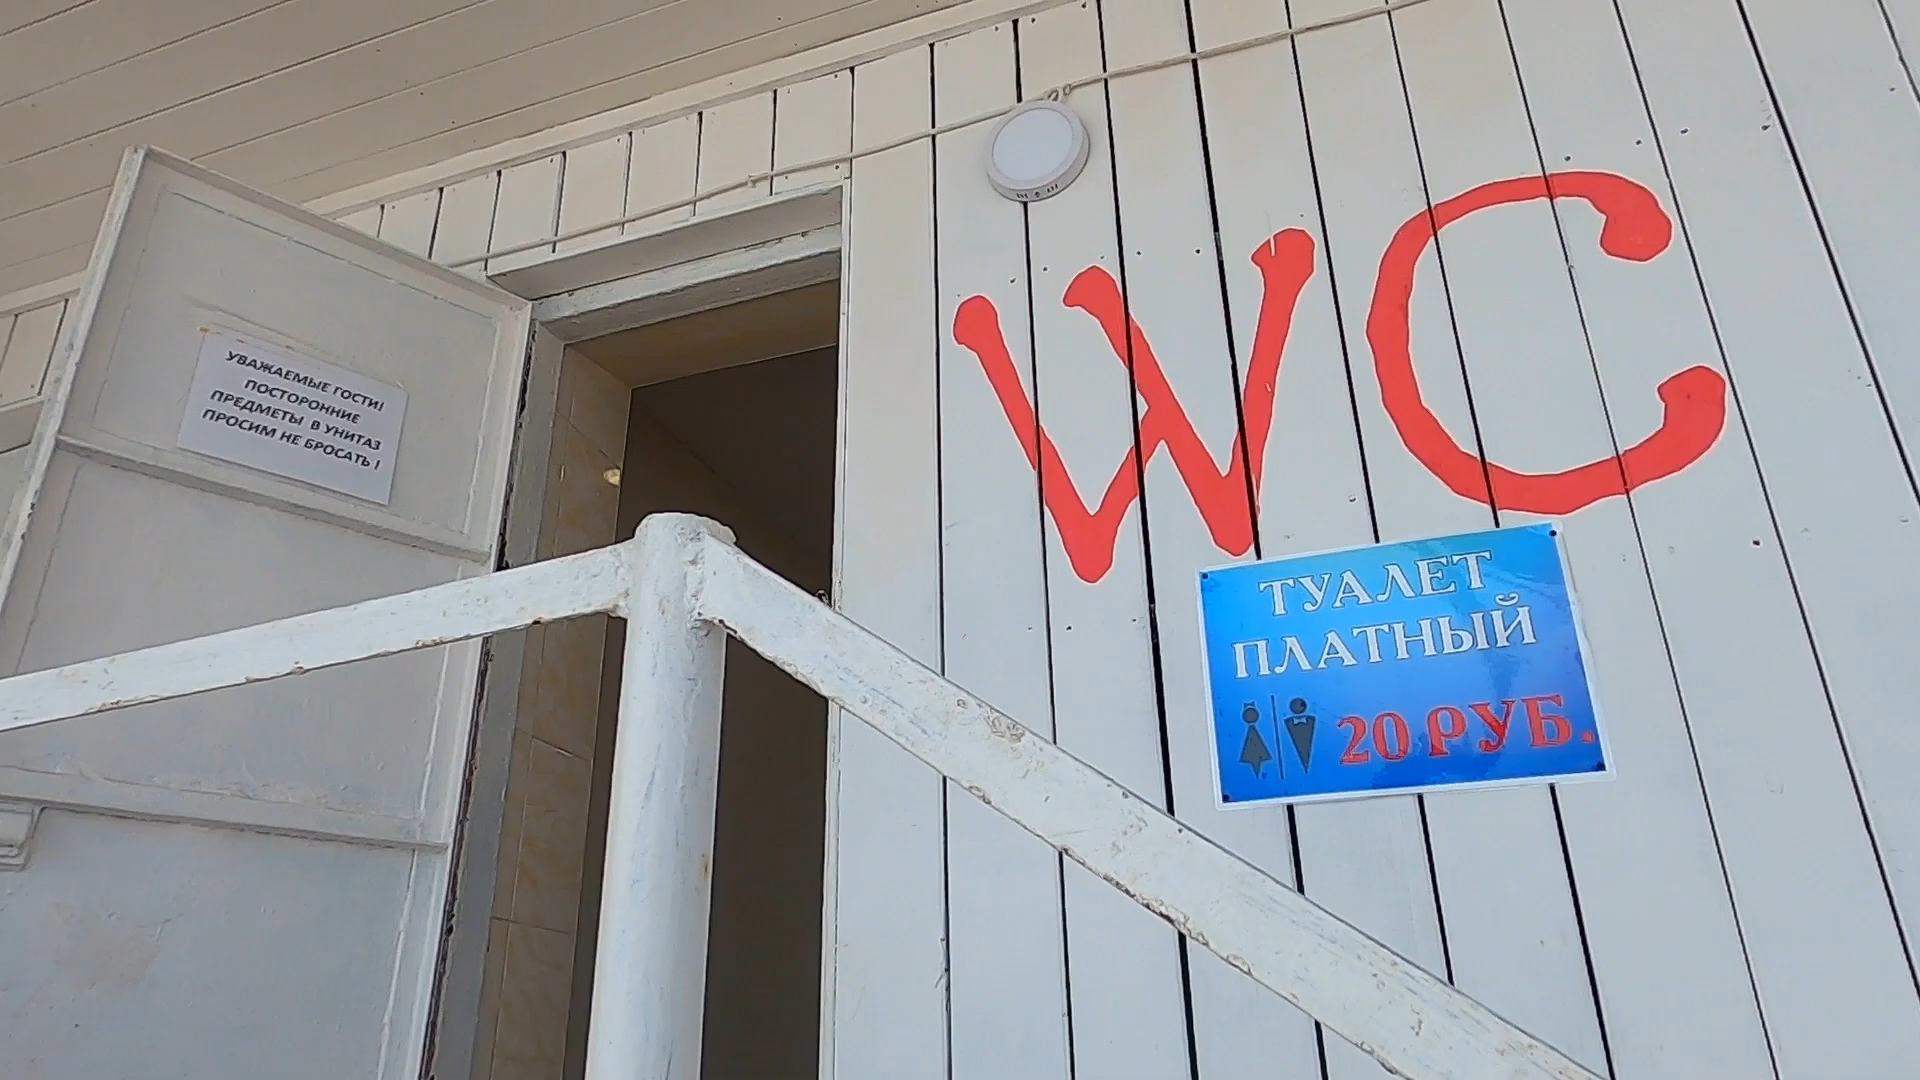 УВАЖАЕМЫЕ ГОСТИ!
ПОСТОРОННИЕ
ПРЕДМЕТЫ В УНИТАЗ
ПРОСИМ НЕ БРОСАТЬ !
WC
ТУАЛЕТ
ПЛАТНЫЙ
20 РУБ.